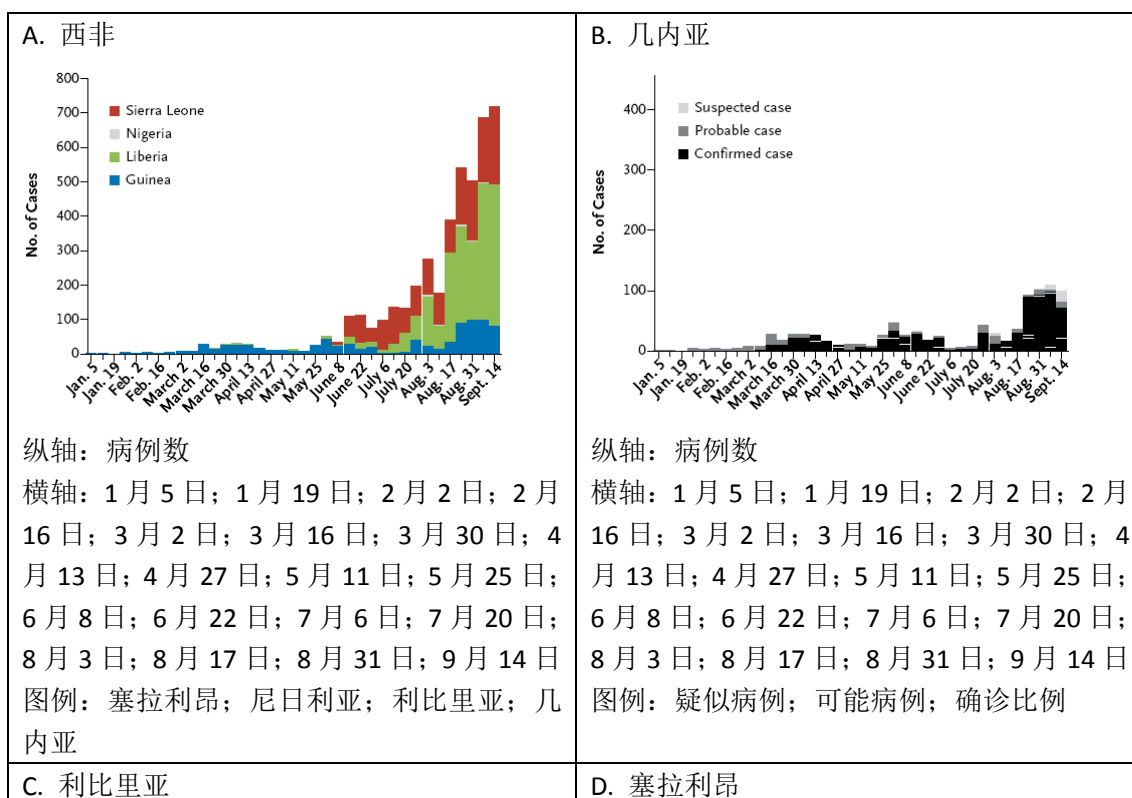 A. 西非
800
700
600
500
400
300
200
100
0
No. of Cases
Sierra Leone
Nigeria
Liberia
Guinea
Jan. 5
Jan. 19
Feb. 2
Feb. 16
March 2
March 16
March 30
April 13
April 27
May 11
May 25
June 8
June 22
July 6
July 20
Aug. 3
Aug. 17
Aug. 31
Sept. 14
纵轴：病例数
横轴：1 月 5 日；1 月 19 日；2 月 2 日；2 月
16 日；3 月 2 日；3 月 16 日；3 月 30 日；4
月 13 日；4 月 27 日；5 月 11 日；5 月 25 日；
6 月 8 日；6 月 22 日；7 月 6 日；7 月 20 日；
8 月 3 日；8 月 17 日；8 月 31 日；9 月 14 日
图例：塞拉利昂；尼日利亚；利比里亚；几
内亚
B. 几内亚
400
300
200
100
0
No. of Cases
Suspected case
Probable case
Confirmed case
Jan. 5
Jan. 19
Feb. 2
Feb. 16
March 2
March 16
March 30
April 13
April 27
May 11
May 25
June 8
June 22
July 6
July 20
Aug. 3
Aug. 17
Aug. 31
Sept. 14
纵轴：病例数
横轴：1 月 5 日；1 月 19 日；2 月 2 日；2 月
16 日；3 月 2 日；3 月 16 日；3 月 30 日；4
月 13 日；4 月 27 日；5 月 11 日；5 月 25 日；
6 月 8 日；6 月 22 日；7 月 6 日；7 月 20 日；
8 月 3 日；8 月 17 日；8 月 31 日；9 月 14 日
图例：疑似病例；可能病例；确诊比例
C. 利比里亚
D. 塞拉利昂